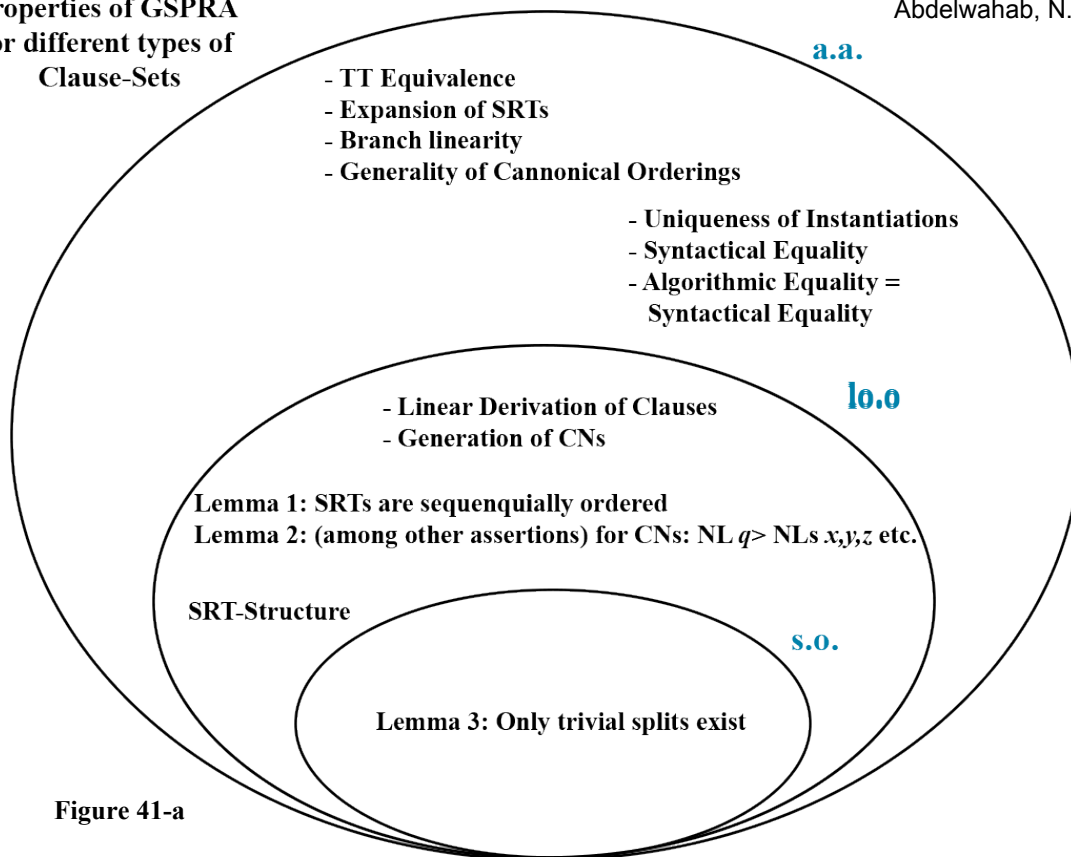 roperties of GSPRA
or different types of
Clause-Sets
Abdelwahab, N.
a.a.
- TT Equivalence
- Expansion of SRTs
- Branch linearity
- Generality of Cannonical Orderings
- Uniqueness of Instantiations
- Syntactical Equality
- Algorithmic Equality =
Syntactical Equality
lo.o
- Linear Derivation of Clauses
- Generation of CNs
Lemma 1: SRTs are sequenquially ordered
Lemma 2: (among other assertions) for CNs: NL q> NLs x,y,z etc.
SRT-Structure
s.o.
Lemma 3: Only trivial splits exist
Figure 41-a